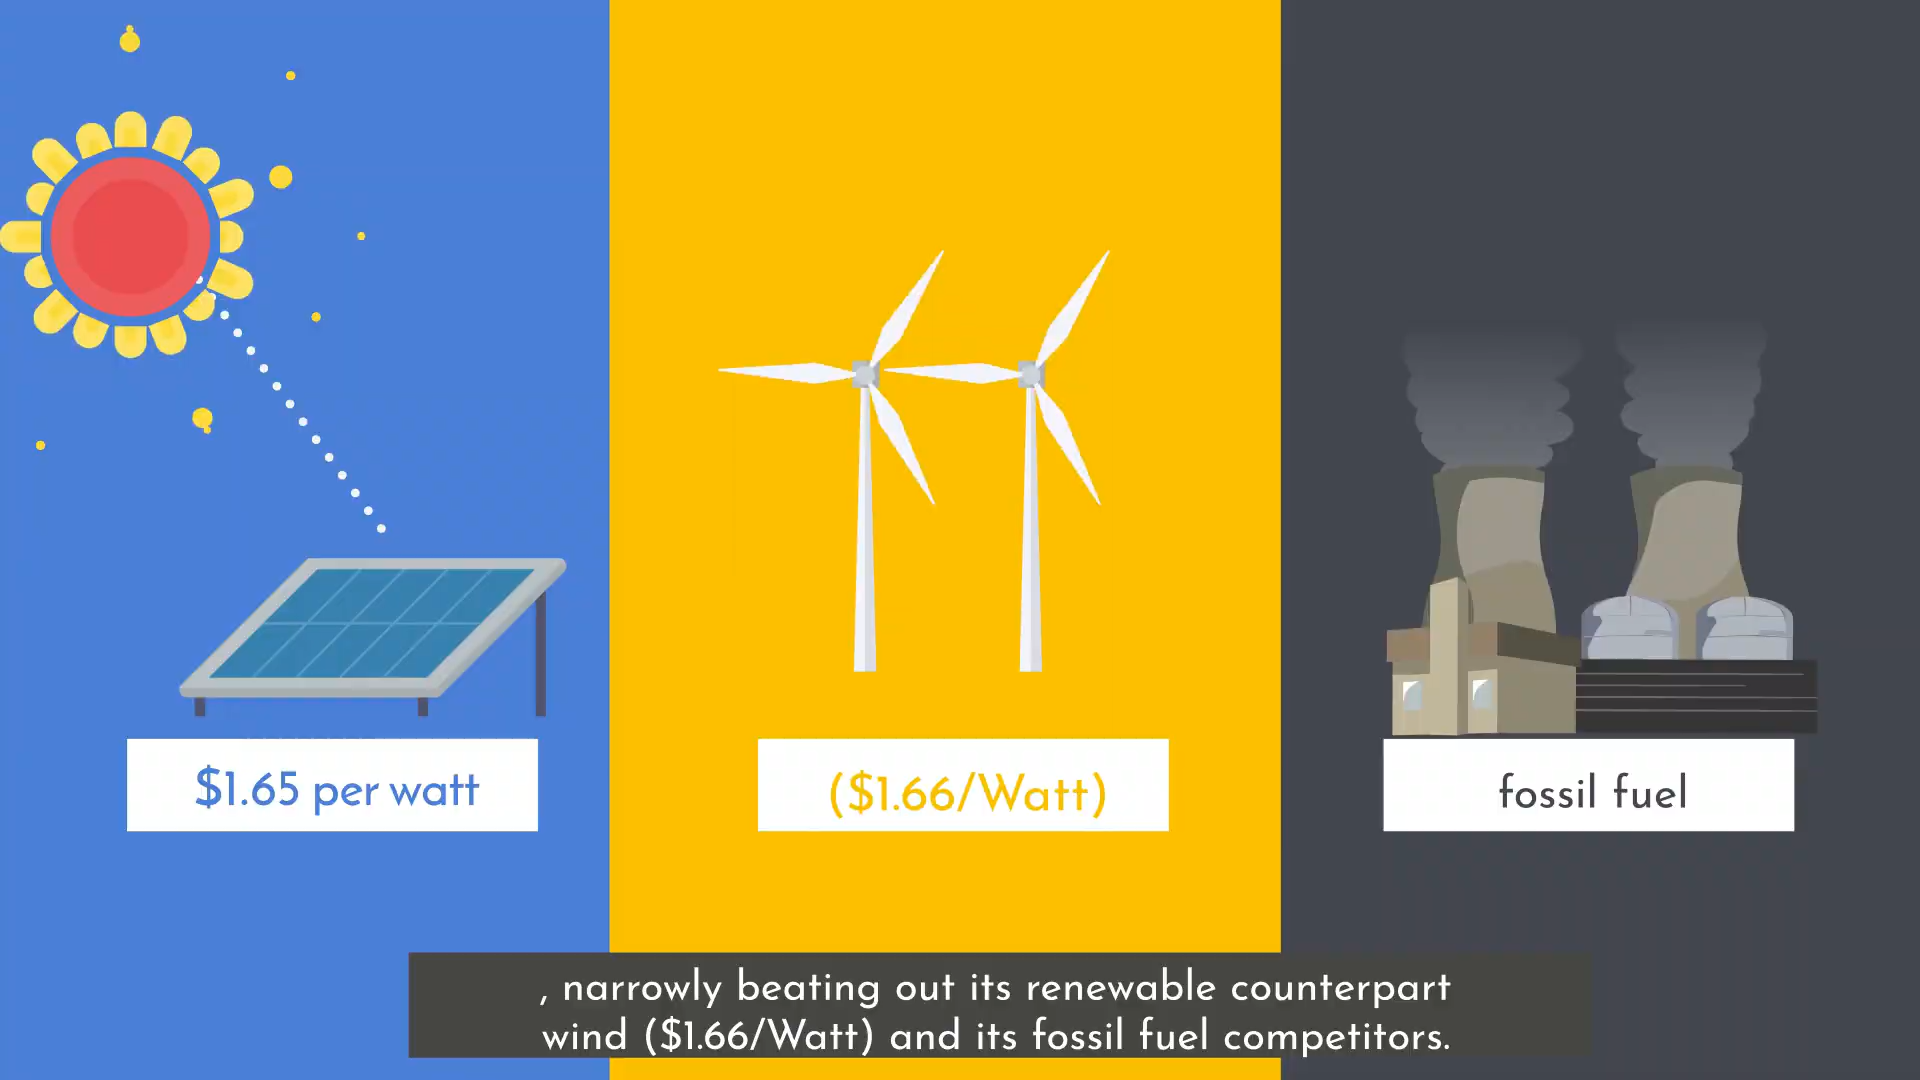 $1.65 per watt
($1.66/Watt)
fossil fuel
, narrowly beating out its renewable counterpart
wind ($1.66/Watt) and its fossil fuel competitors.